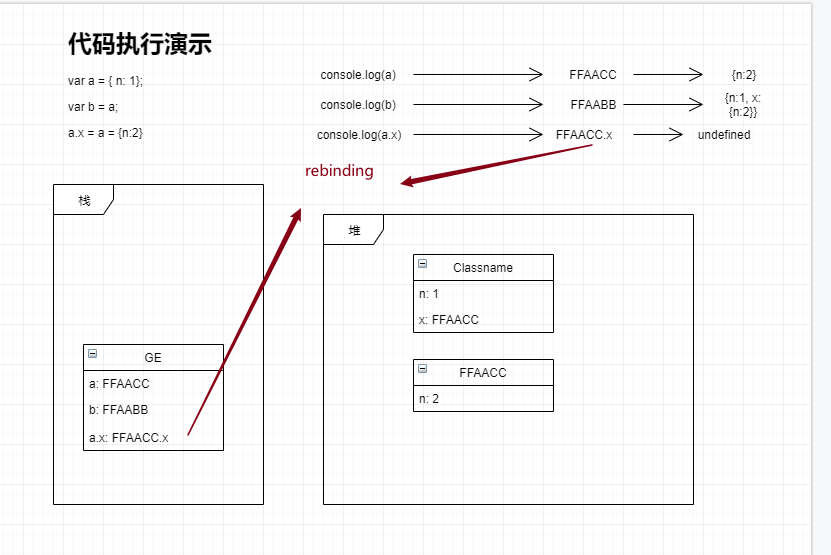 代码执行演示
var a = { n: 1};
var b = a;
a.x = a = {n:2}
console.log(a) FFAACC {n:2}
console.log(b) FFAABB {n:1, x:
{n:2}}
console.log(a.x) FFAACC.x undefined
rebinding
栈
GE
a: FFAACC
b: FFAABB
a.x: FFAACC.x
堆
Classname
n: 1
x: FFAACC
FFAACC
n: 2